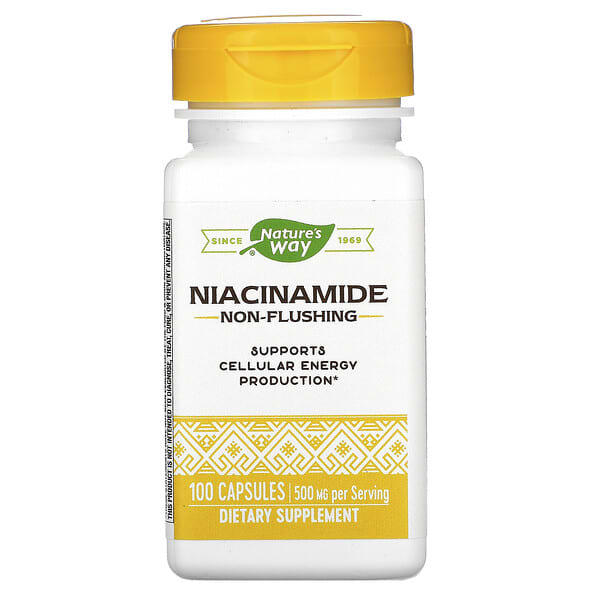 SINCE Nature's Way® 1969
NIACINAMIDE
NON-FLUSHING
SUPPORTS
CELLULAR ENERGY
PRODUCTION*
100 CAPSULES | 500 MG per Serving
DIETARY SUPPLEMENT
THIS PRODUCT IS NOT INTENDED TO DIAGNOSE, TREAT, CURE, OR PREVENT ANY DISEASE.